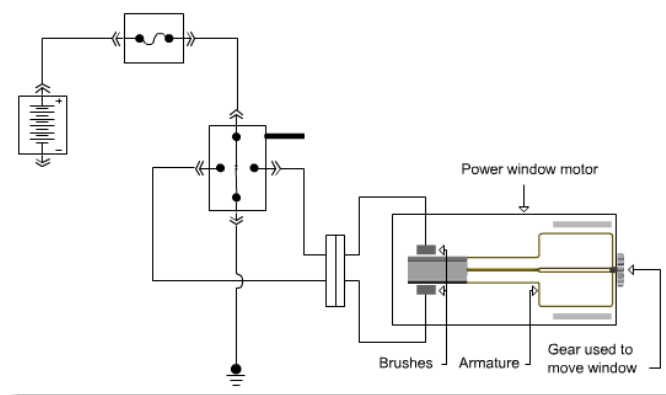 +
−
Power window motor
Brushes
Armature
Gear used to
move window